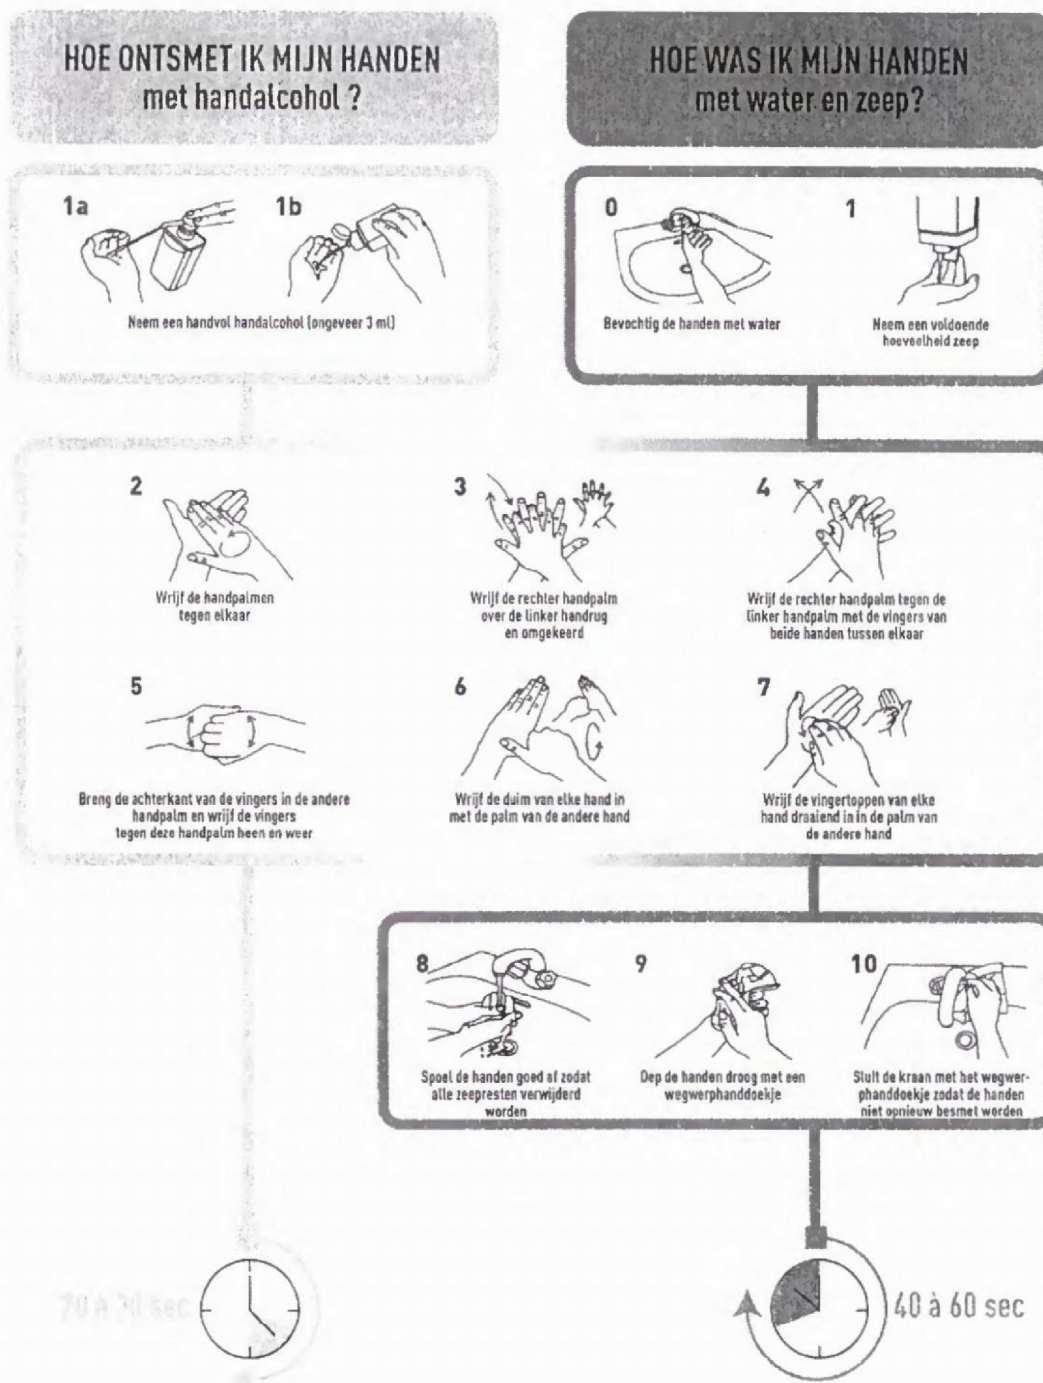 HOE ONTSMET IK MIJN HANDEN
met handalcohol ?
HOE WAS IK MIJN HANDEN
met water en zeep?
1a
1b
Neem een handvol handalcohol (ongeveer 3 ml)
0
Bevochtig de handen met water
1
Neem een voldoende
hoeveelheid zeep
2
Wrijf de handpalmen
tegen elkaar
3
Wrijf de rechter handpalm
over de linker handrug
en omgekeerd
4
Wrijf de rechter handpalm tegen de
linker handpalm met de vingers van
beide handen tussen elkaar
5
Breng de achterkant van de vingers in de andere
handpalm en wrijf de vingers
tegen deze handpalm heen en weer
6
Wrijf de duim van elke hand in
met de palm van de andere hand
7
Wrijf de vingertoppen van elke
hand draaiend in in de palm van
de andere hand
8
Spoel de handen goed af zodat
alle zeepresten verwijderd
worden
9
Dep de handen droog met een
wegwerphanddoekje
10
Sluit de kraan met het wegwer-
phanddoekje zodat de handen
niet opnieuw besmet worden
à
sec
40 à 60 sec